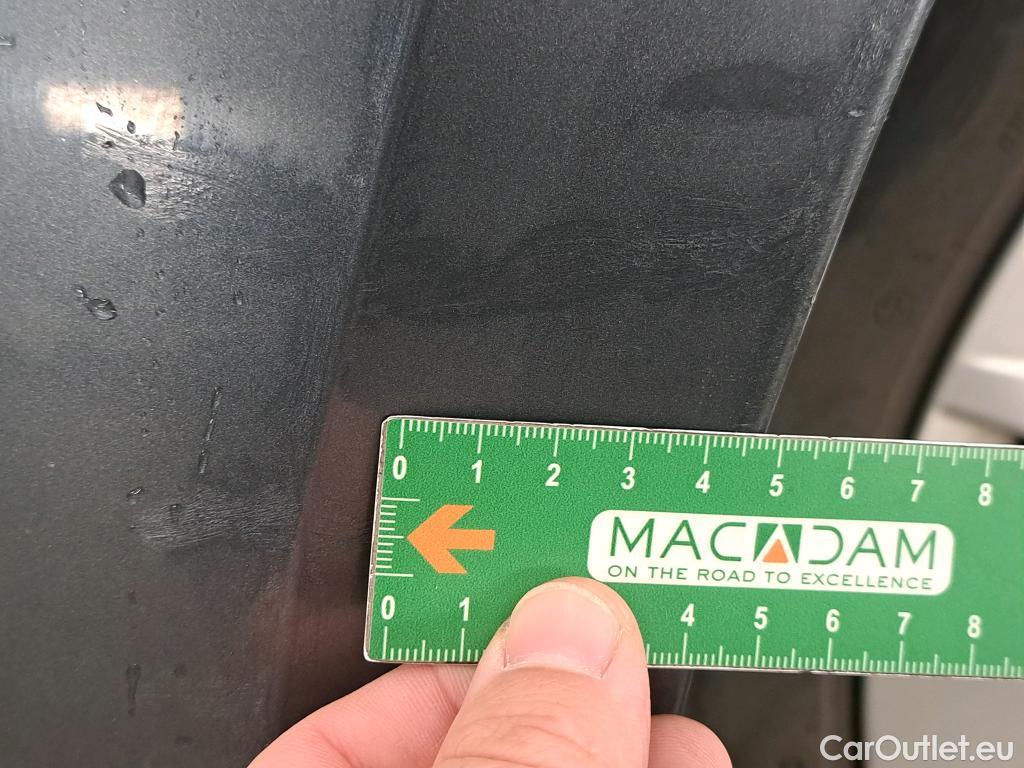 0 1 2 3 4 5 6 7 8
MACADAM
ON THE ROAD TO EXCELLENCE
0 1 4 5 6 7 8
CarOutlet.eu